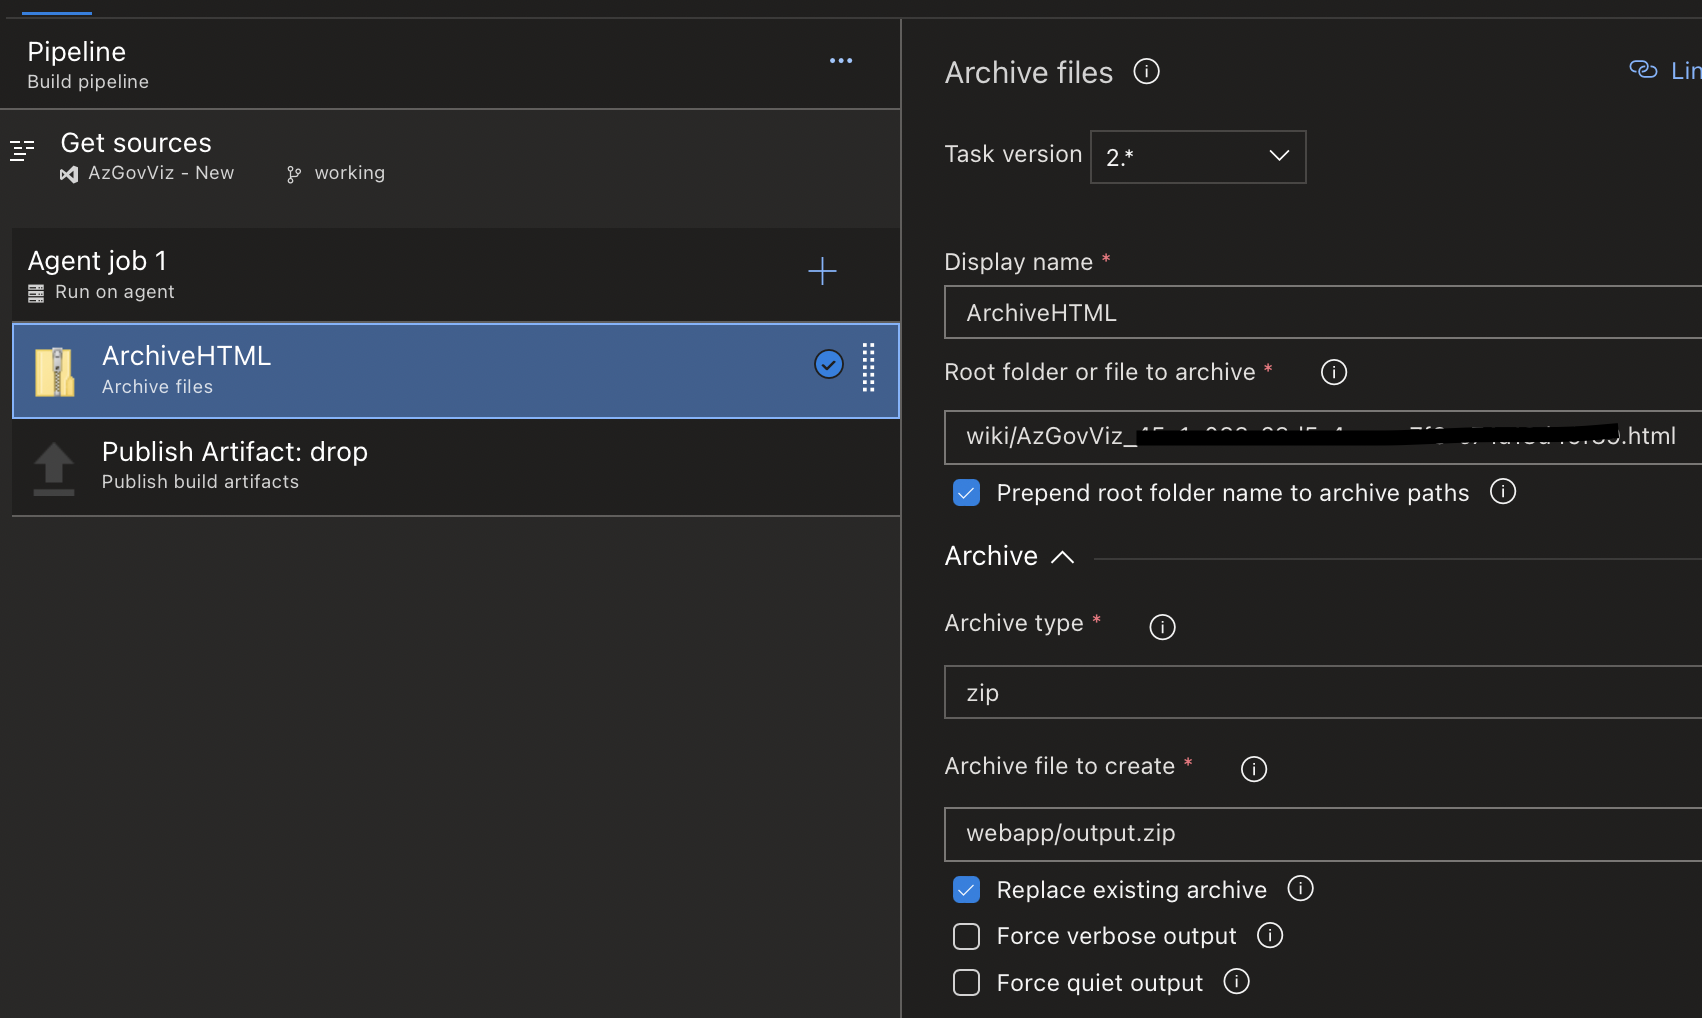 Pipeline
Build pipeline
Get sources
AzGovViz - New
working
Agent job 1
Run on agent
ArchiveHTML
Archive files
Publish Artifact: drop
Publish build artifacts
Archive files
Lin
Task version
2.*
Display name *
ArchiveHTML
Root folder or file to archive *
wiki/AzGovViz_ .html
Prepend root folder name to archive paths
Archive
Archive type *
zip
Archive file to create *
webapp/output.zip
Replace existing archive
Force verbose output
Force quiet output